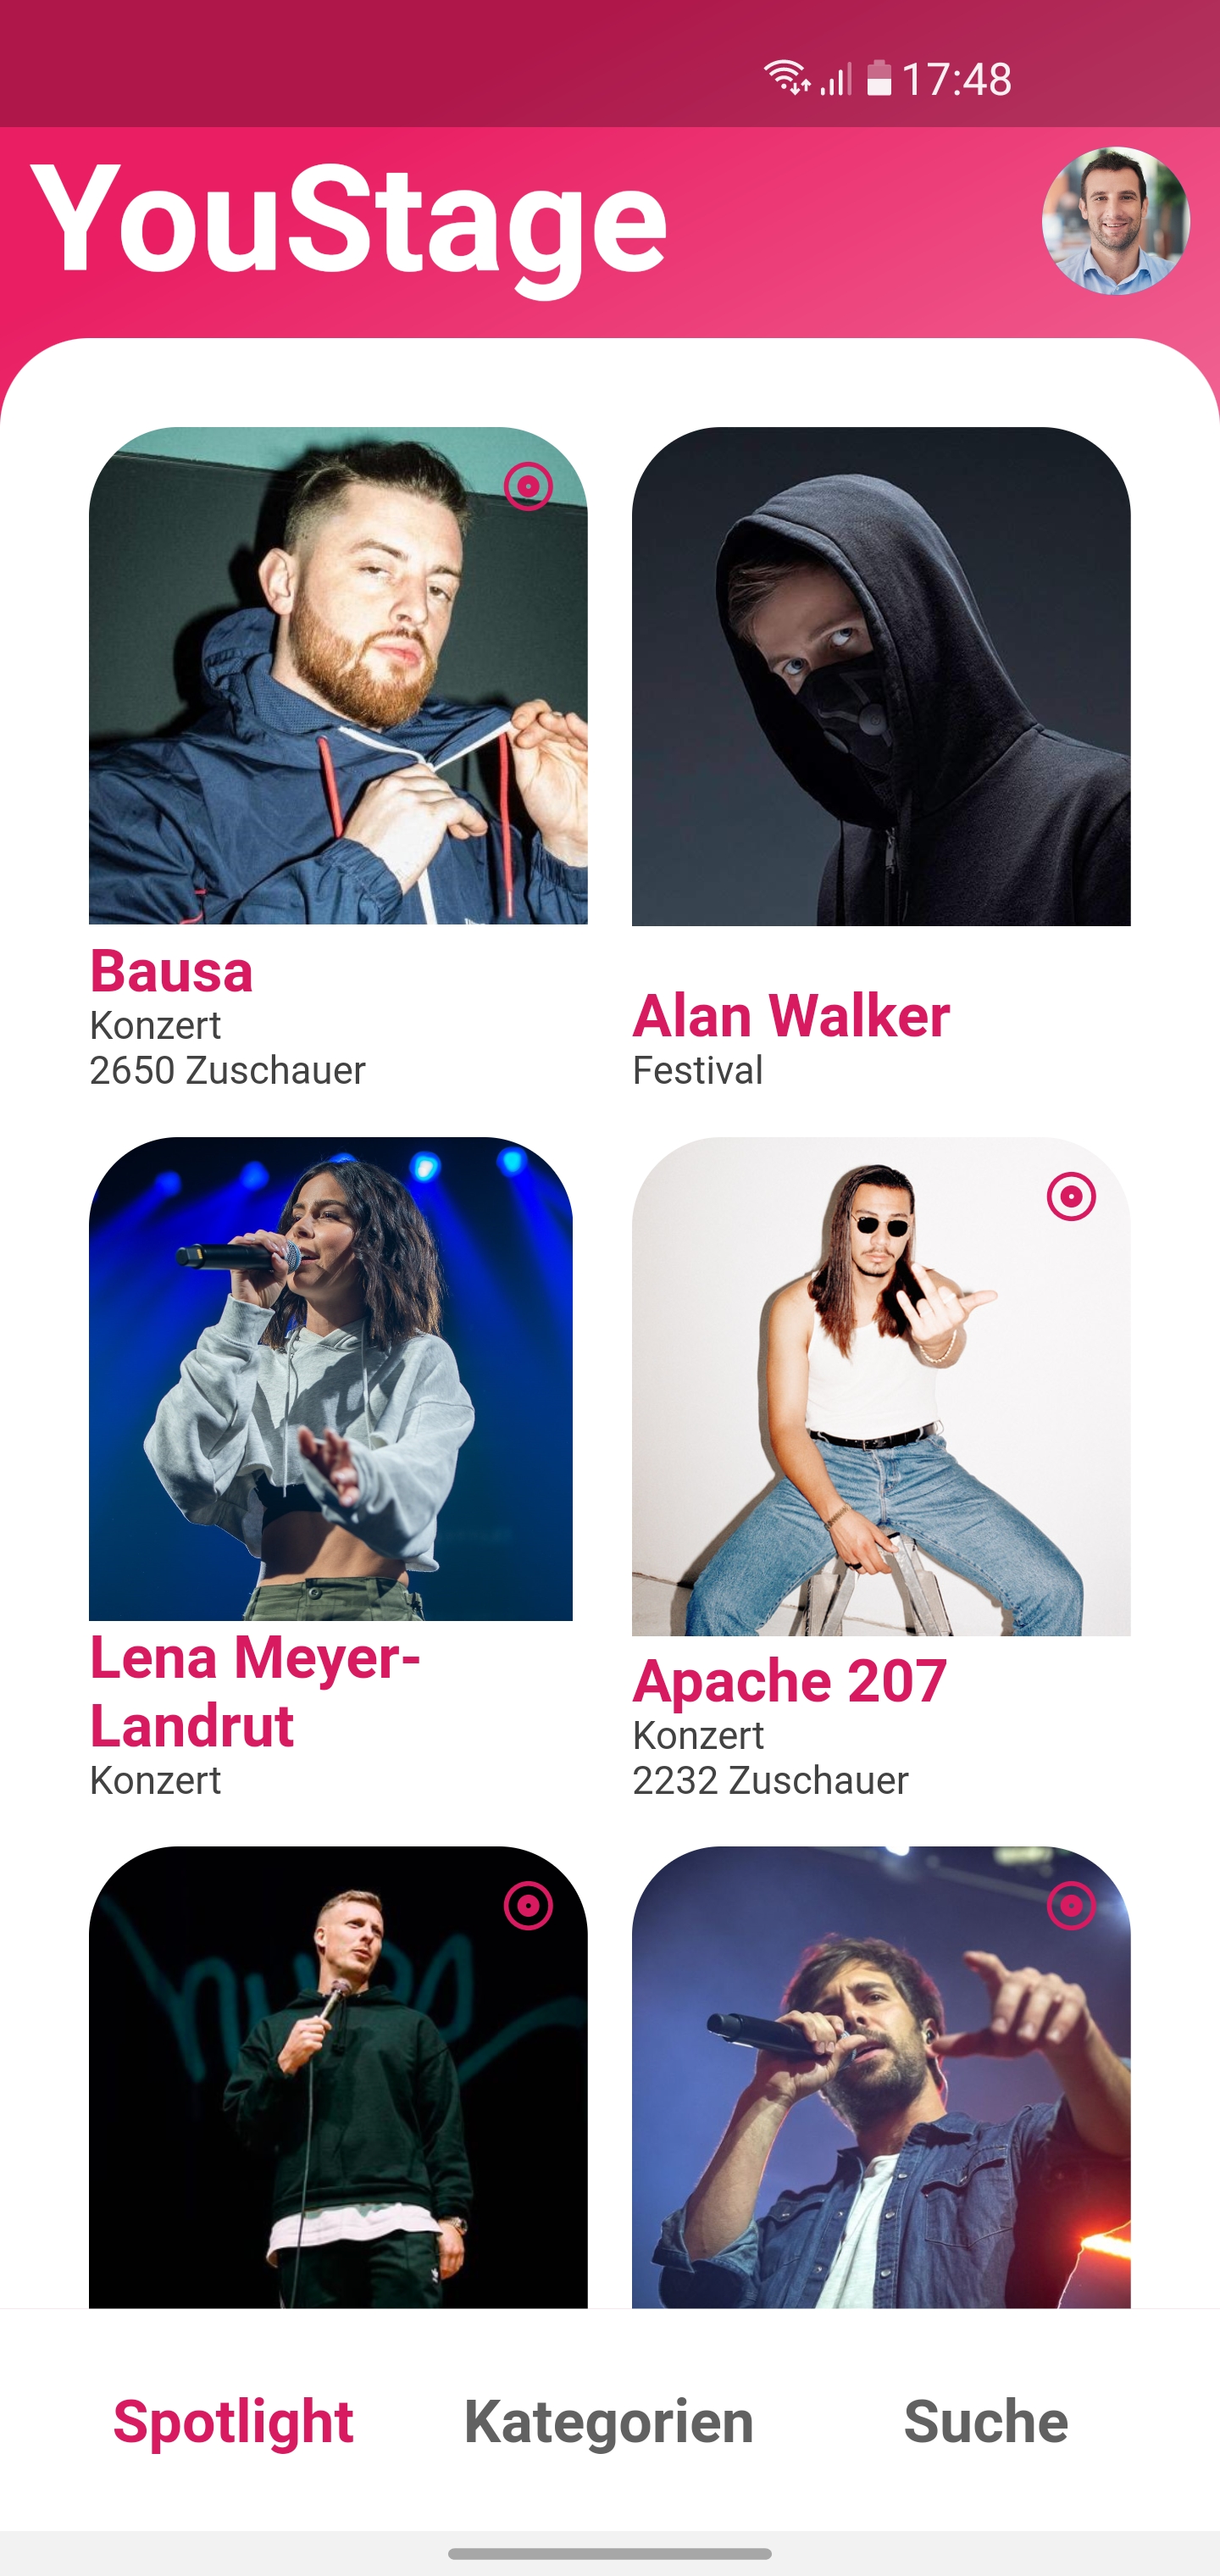 17:48
YouStage
Bausa
Konzert
2650 Zuschauer
Alan Walker
Festival
Lena Meyer-
Landrut
Konzert
Apache 207
Konzert
2232 Zuschauer
Spotlight
Kategorien
Suche